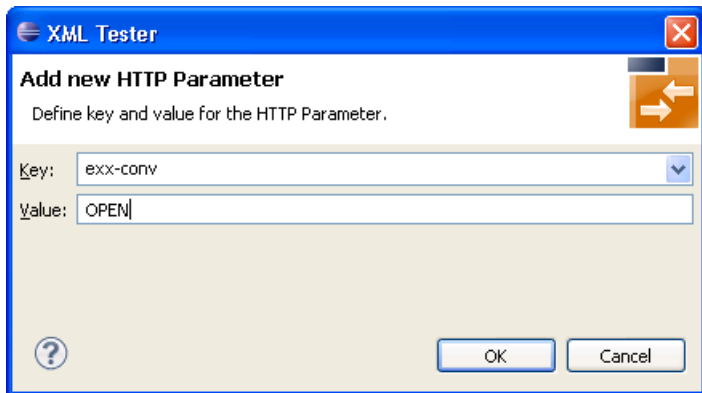 XML Tester
Add new HTTP Parameter
Define key and value for the HTTP Parameter.
Key: exx-conv
Value: OPEN
?
OK Cancel